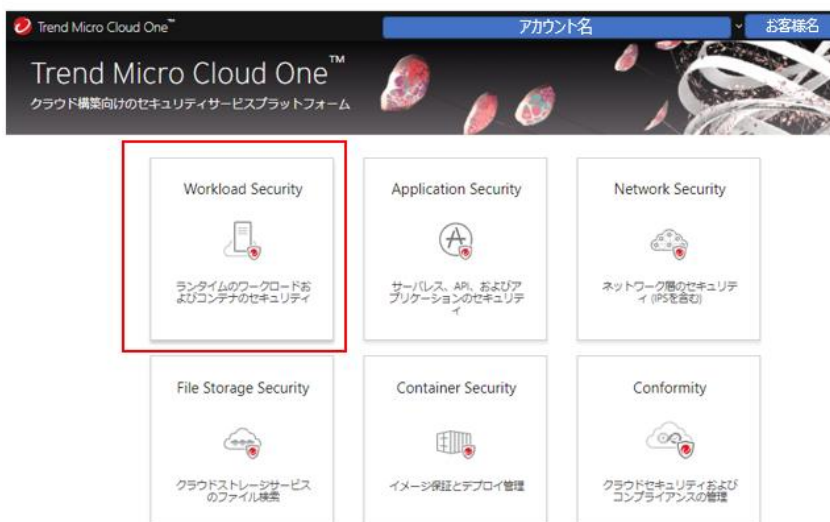 Trend Micro Cloud One™
アカウント名
お客様名
Trend Micro Cloud One™
クラウド構築向けのセキュリティサービスプラットフォーム
Workload Security
ランタイムのワークロードお
よびコンテナのセキュリティ
Application Security
サーバレス、API、およびア
プリケーションのセキュリテ
ィ
Network Security
ネットワーク層のセキュリテ
ィ (IPSを含む)
File Storage Security
クラウドストレージサービス
のファイル検索
Container Security
イメージ保証とデプロイ管理
Conformity
クラウドセキュリティおよび
コンプライアンスの管理